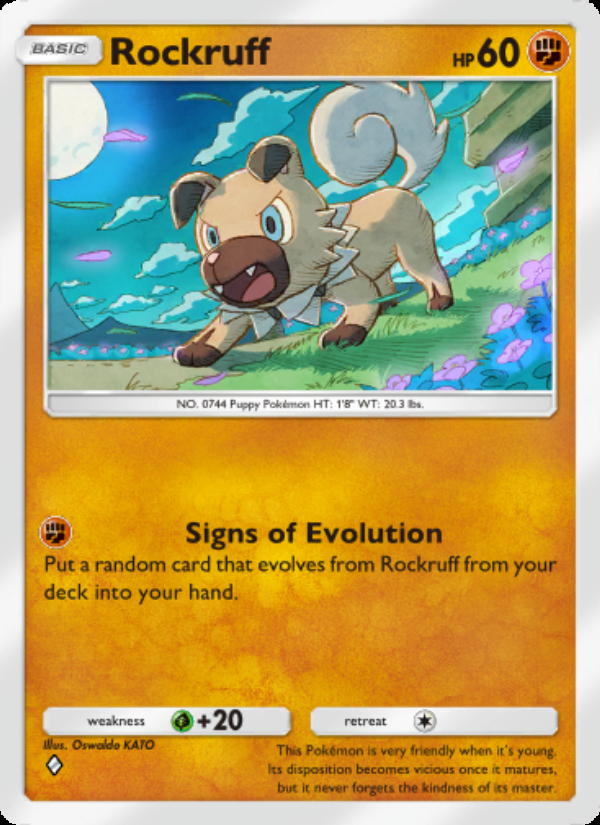 BASIC Rockruff HP 60
NO. 0744 Puppy Pokémon HT: 1'8" WT: 20.3 lbs.
Signs of Evolution
Put a random card that evolves from Rockruff from your
deck into your hand.
weakness +20 retreat
Illus. Oswaldo KATO
This Pokémon is very friendly when it's young.
Its disposition becomes vicious once it matures,
but it never forgets the kindness of its master.